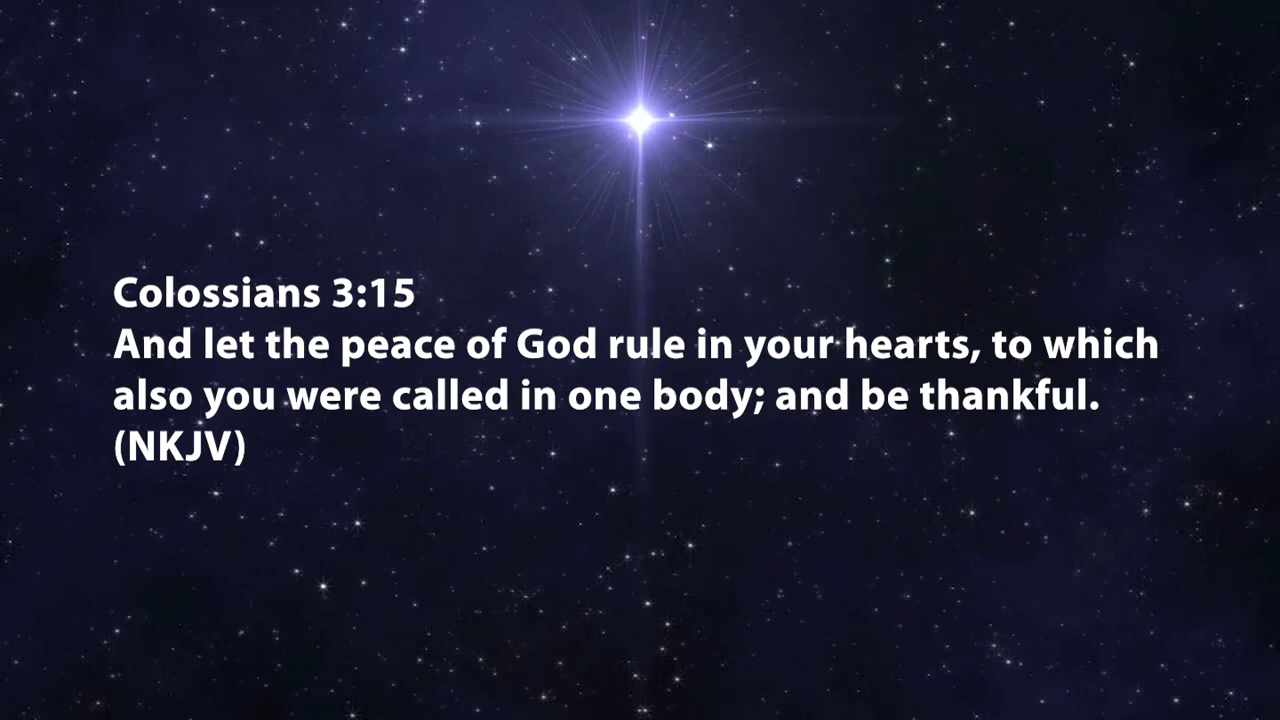 Colossians 3:15
And let the peace of God rule in your hearts, to which
also you were called in one body; and be thankful.
(NKJV)